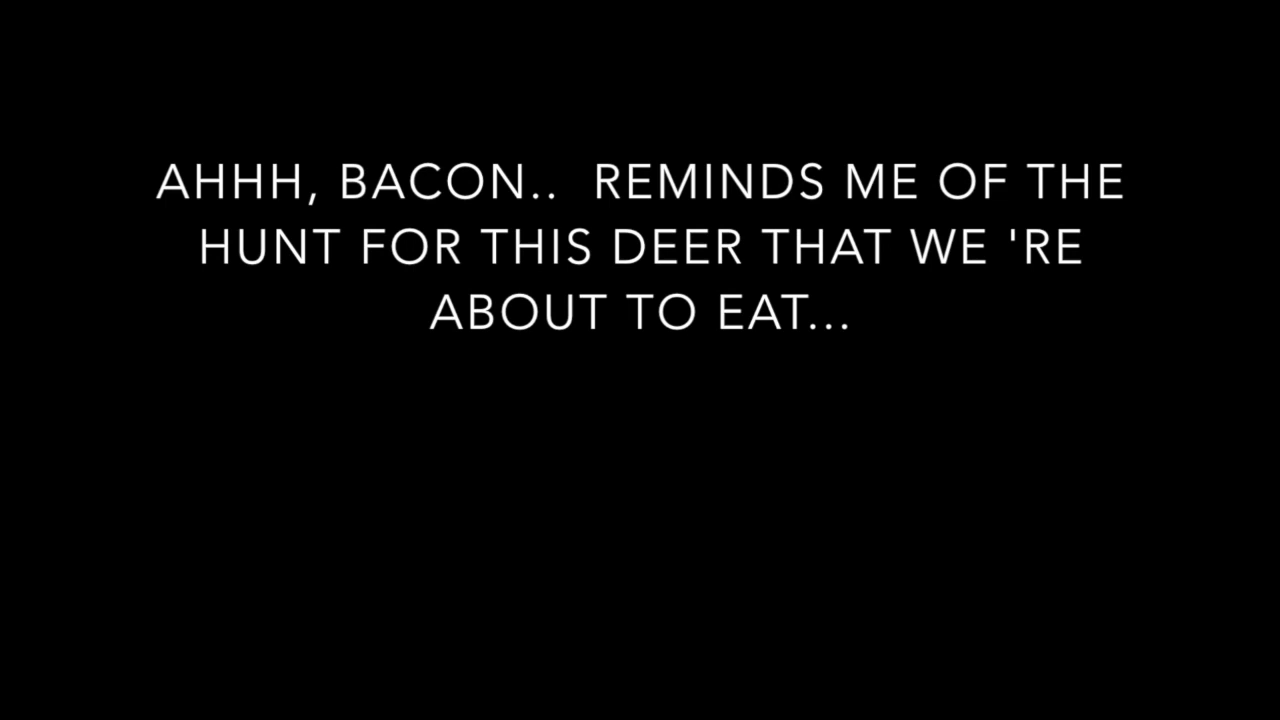 AHHH, BACON..  REMINDS ME OF THE
HUNT FOR THIS DEER THAT WE 'RE
ABOUT TO EAT...